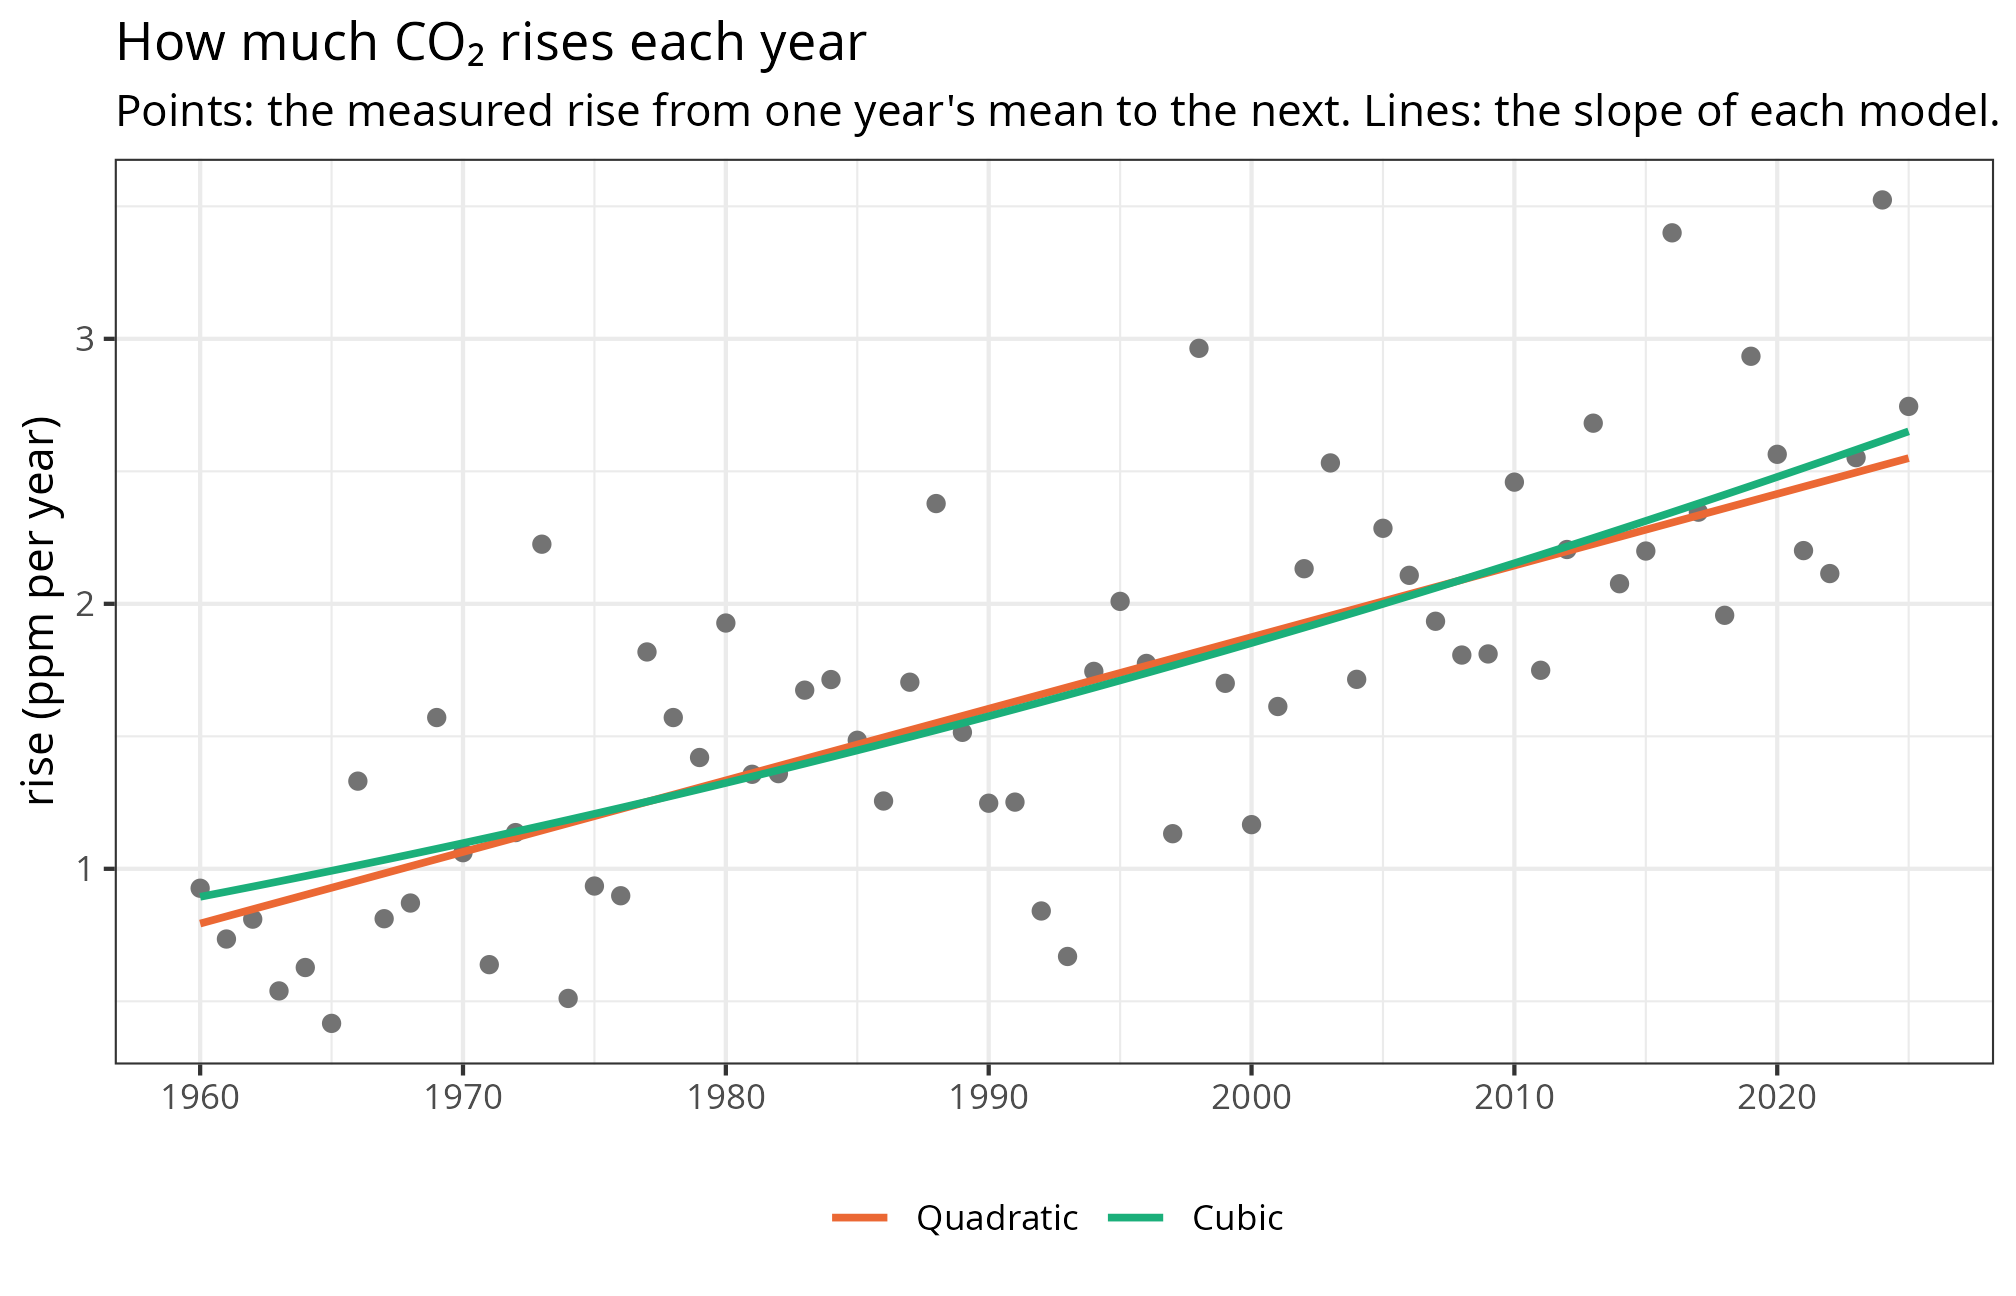 How much CO₂ rises each year
Points: the measured rise from one year's mean to the next. Lines: the slope of each model.
rise (ppm per year)
3
2
1
1960 1970 1980 1990 2000 2010 2020
Quadratic Cubic